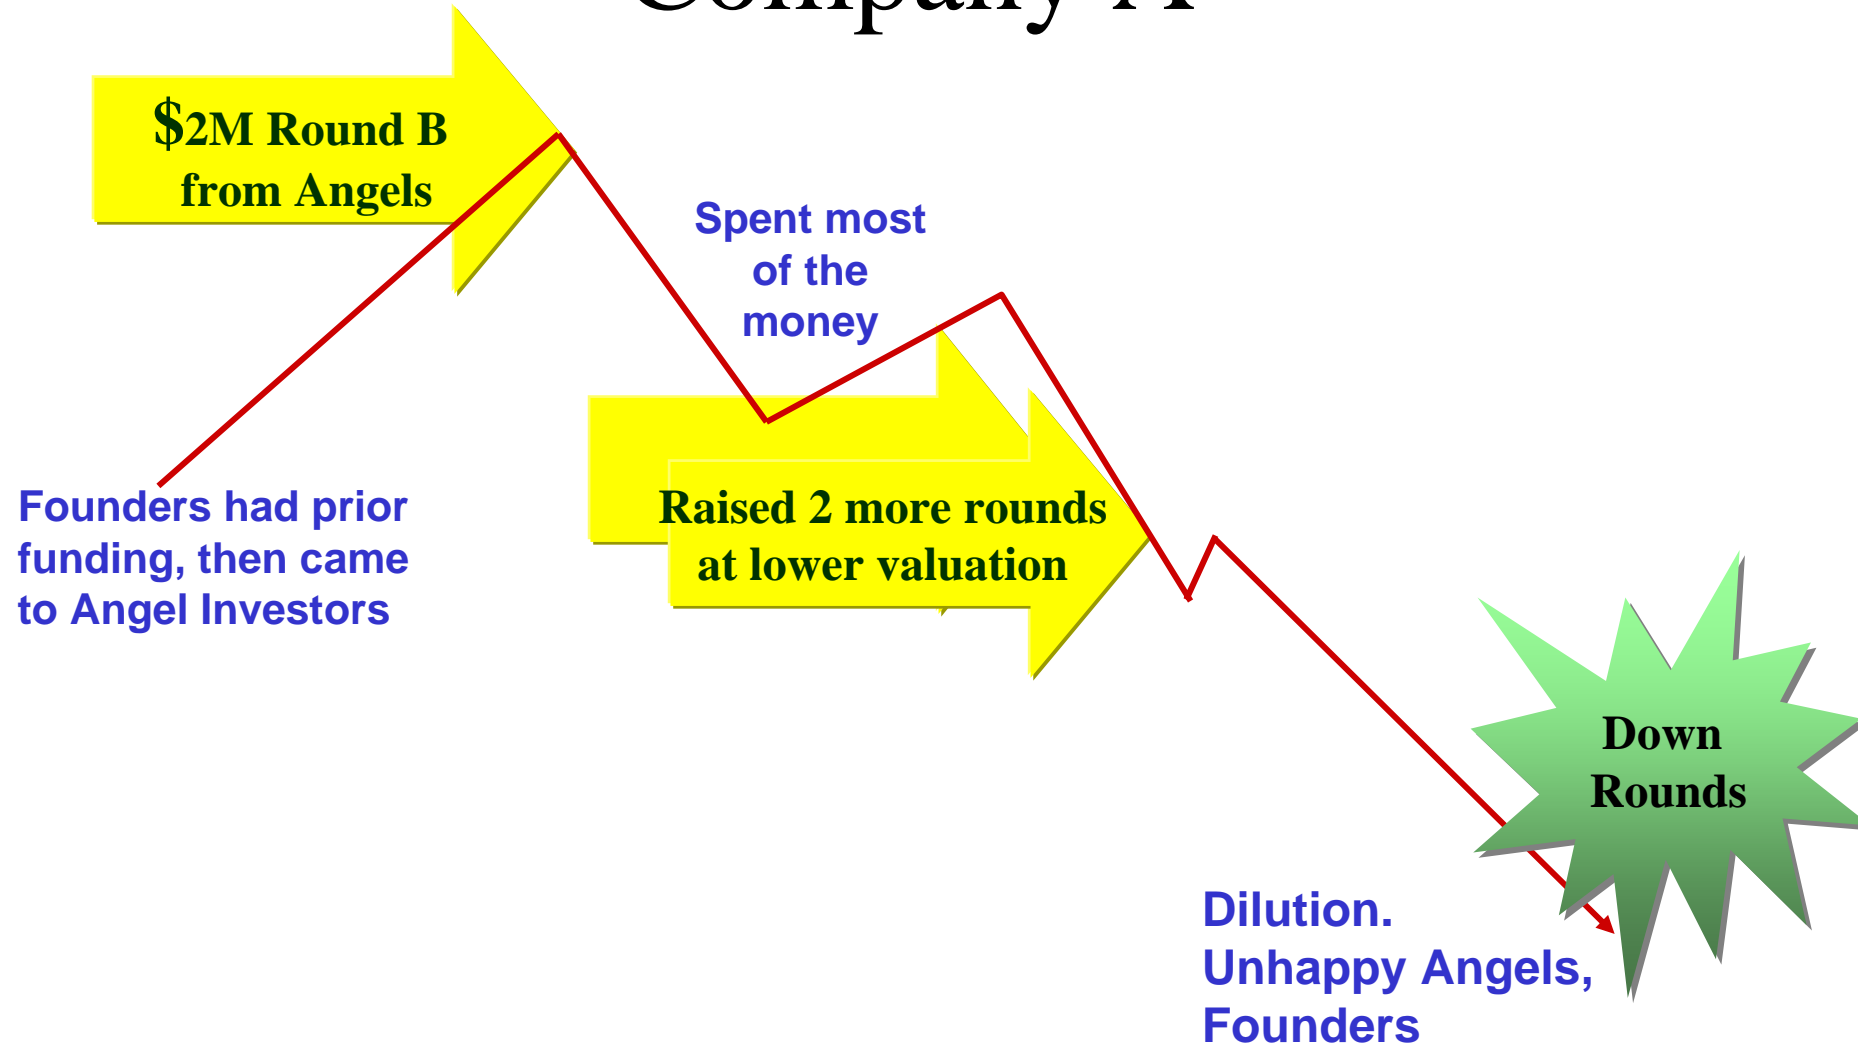 Company A
$2M Round B
from Angels
Spent most
of the
money
Founders had prior
funding, then came
to Angel Investors
Raised 2 more rounds
at lower valuation
Down
Rounds
Dilution.
Unhappy Angels,
Founders